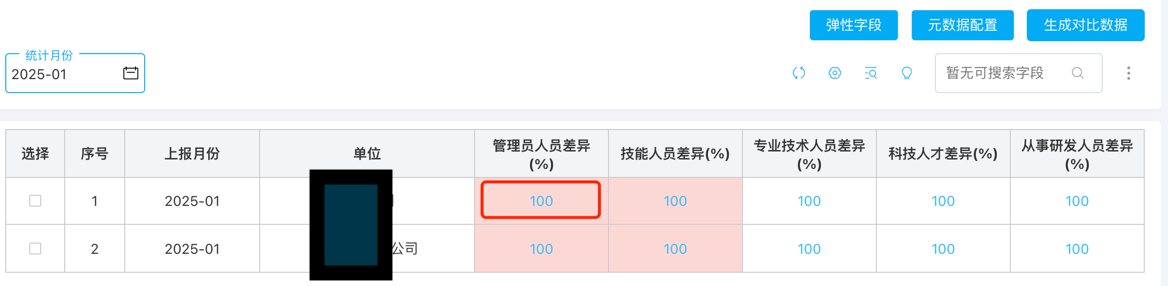 弹性字段 元数据配置 生成对比数据
统计月份
2025-01
暂无可搜索字段
选择 序号 上报月份 单位 管理员人员差异(%) 技能人员差异(%) 专业技术人员差异(%) 科技人才差异(%) 从事研发人员差异(%)
1 2025-01 100 100 100 100 100
2 2025-01 公司 100 100 100 100 100